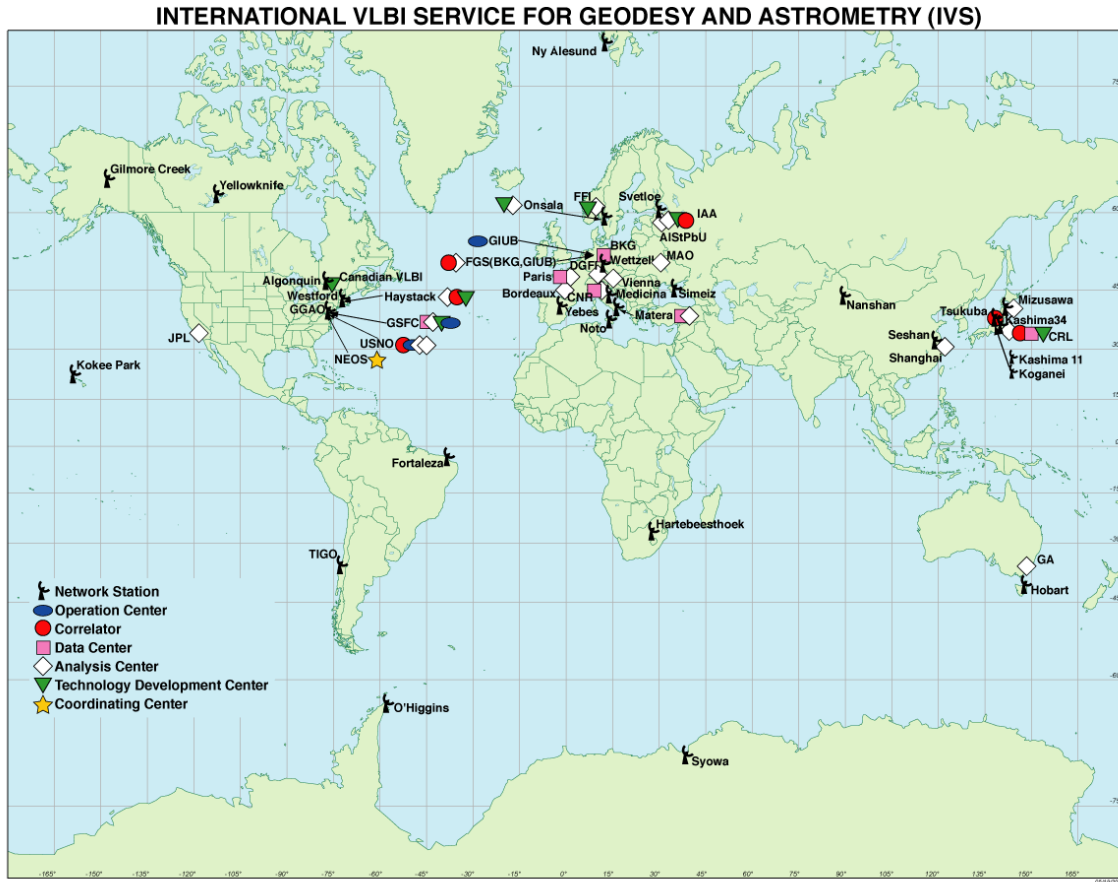 INTERNATIONAL VLBI SERVICE FOR GEODESY AND ASTROMETRY (IVS)
Ny Ålesund
Gilmore Creek
Yellowknife
Onsala
FFI
Svetloe
IAA
AIStPbU
GIUB
BKG
FGS(BKG,GIUB)
Wettzell
MAO
DGFI
Paris
Vienna
Bordeaux
CNR
Medicina
Simeiz
Yebes
Noto
Matera
Algonquin
Canadian VLBI
Westford
Haystack
GGAO
GSFC
JPL
USNO
NEOS
Kokee Park
Nanshan
Mizusawa
Tsukuba
Kashima34
Seshan
CRL
Shanghai
Kashima 11
Koganei
Fortaleza
Hartebeesthoek
TIGO
GA
Hobart
Network Station
Operation Center
Correlator
Data Center
Analysis Center
Technology Development Center
Coordinating Center
O'Higgins
Syowa
-165° -150° -135° -120° -105° -90° -75° -60° -45° -30° -15° 0° 15° 30° 45° 60° 75° 90° 105° 120° 135° 150° 165°